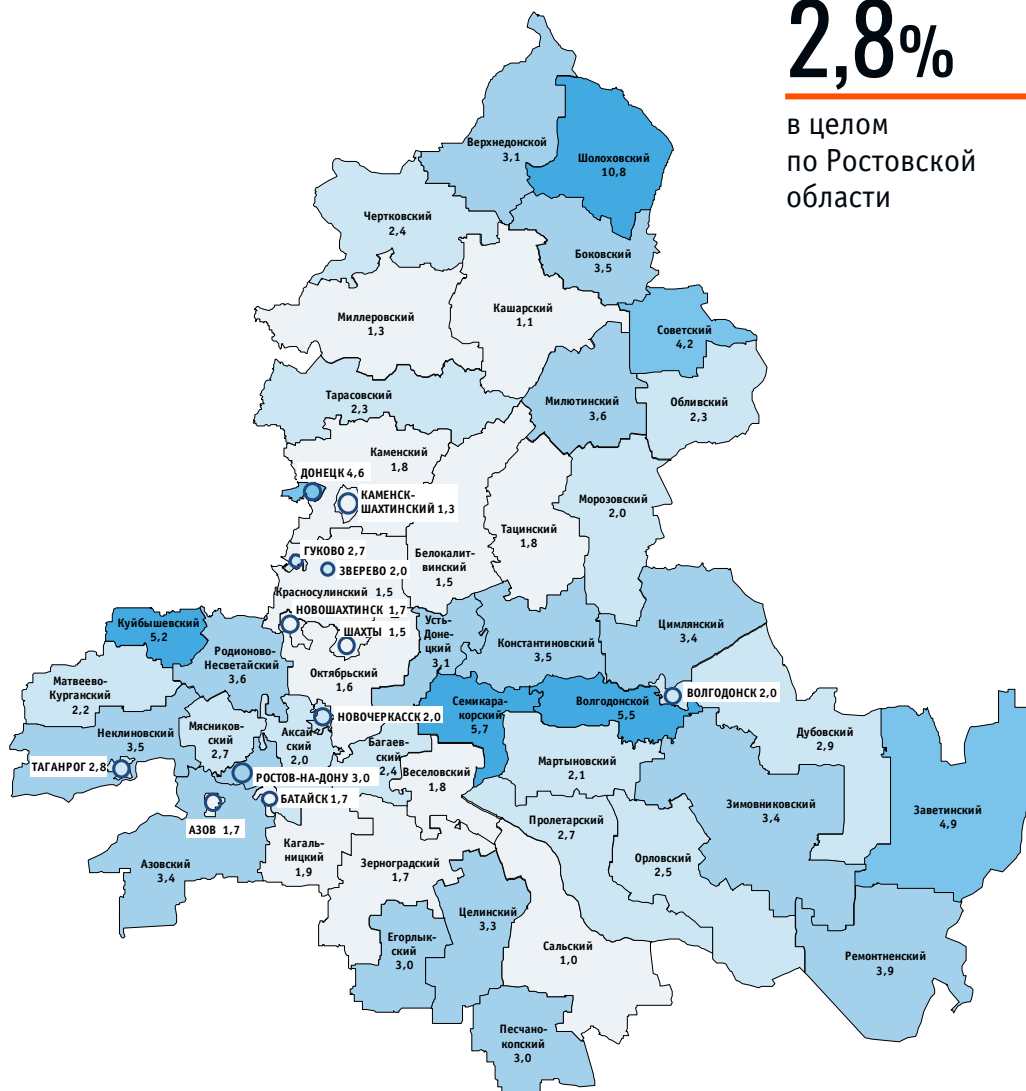 2,8%
в целом
по Ростовской
области
Верхнедонской
3,1
Шолоховский
10,8
Чертковский
2,4
Боковский
3,5
Миллеровский
1,3
Кашарский
1,1
Советский
4,2
Тарасовский
2,3
Милютинский
3,6
Обливский
2,3
Каменский
1,8
ДОНЕЦК 4,6
КАМЕНСК-
ШАХТИНСКИЙ 1,3
Морозовский
2,0
Тацинский
1,8
ГУКОВО 2,7
ЗВЕРЕВО 2,0
Белокалит-
винский
1,5
Красносулинский 1,5
НОВОШАХТИНСК 1,7
ШАХТЫ 1,5
Куйбышевский
5,2
Родионово-
Несветайский
3,6
Усть-
Доне-
цкий
3,1
Константиновский
3,5
Цимлянский
3,4
Октябрьский
1,6
Матвеево-
Курганский
2,2
Семикара-
корский
5,7
Волгодонской
5,5
ВОЛГОДОНСК 2,0
НОВОЧЕРКАССК 2,0
Неклиновский
3,5
Мясников-
ский
2,7
Аксай-
ский
2,0
Багаев-
ский
2,4
Дубовский
2,9
ТАГАНРОГ 2,8
РОСТОВ-НА-ДОНУ 3,0
Веселовский
1,8
Мартыновский
2,1
БАТАЙСК 1,7
АЗОВ 1,7
Зимовниковский
3,4
Заветинский
4,9
Пролетарский
2,7
Кагаль-
ницкий
1,9
Азовский
3,4
Зерноградский
1,7
Орловский
2,5
Целинский
3,3
Егорлык-
ский
3,0
Сальский
1,0
Ремонтненский
3,9
Песчано-
копский
3,0